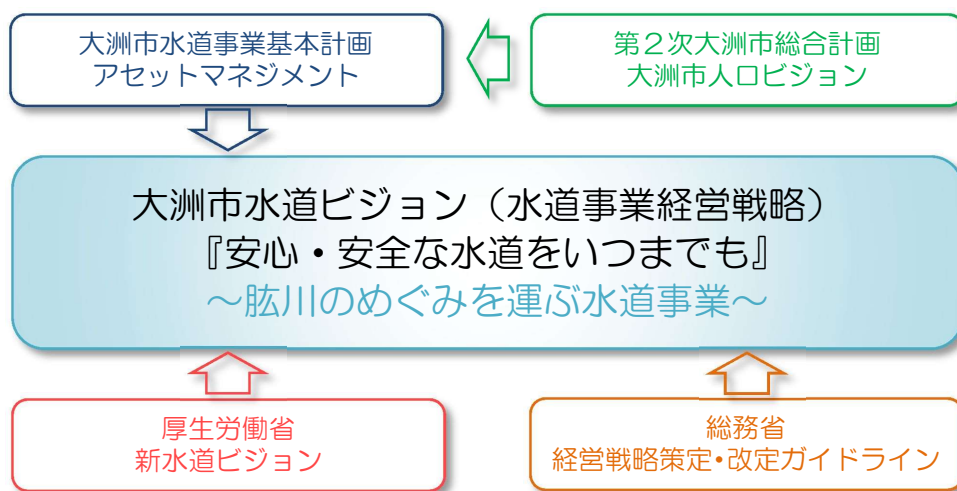 大洲市水道事業基本計画
アセットマネジメント
第2次大洲市総合計画
大洲市人口ビジョン
大洲市水道ビジョン（水道事業経営戦略）
『安心・安全な水道をいつまでも』
～肱川のめぐみを運ぶ水道事業～
厚生労働省
新水道ビジョン
総務省
経営戦略策定･改定ガイドライン